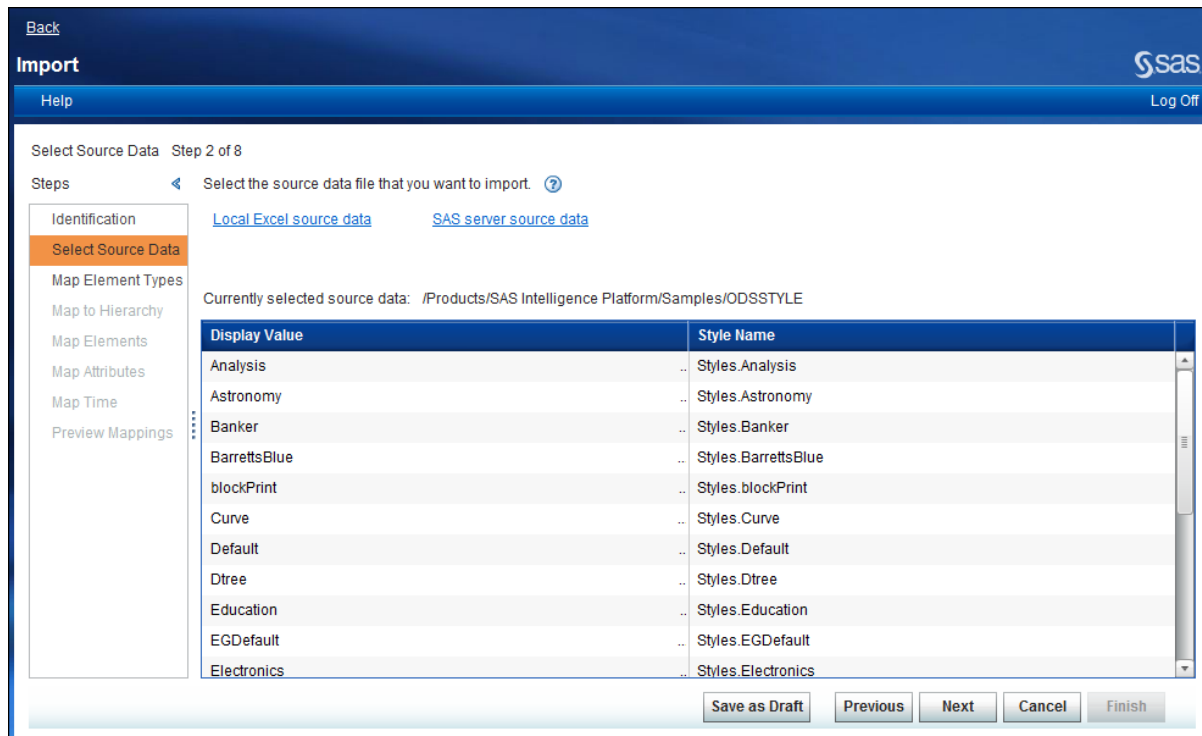 Back
Import
sas
Help
Log Off
Select Source Data Step 2 of 8
Steps
Select the source data file that you want to import. ?
Identification
Select Source Data
Map Element Types
Map to Hierarchy
Map Elements
Map Attributes
Map Time
Preview Mappings
Local Excel source data
SAS server source data
Currently selected source data: /Products/SAS Intelligence Platform/Samples/ODSSTYLE
Display Value Style Name
Analysis .. Styles.Analysis
Astronomy .. Styles.Astronomy
Banker .. Styles.Banker
BarrettsBlue .. Styles.BarrettsBlue
blockPrint .. Styles.blockPrint
Curve .. Styles.Curve
Default .. Styles.Default
Dtree .. Styles.Dtree
Education .. Styles.Education
EGDefault .. Styles.EGDefault
Electronics .. Styles.Electronics
Save as Draft Previous Next Cancel Finish